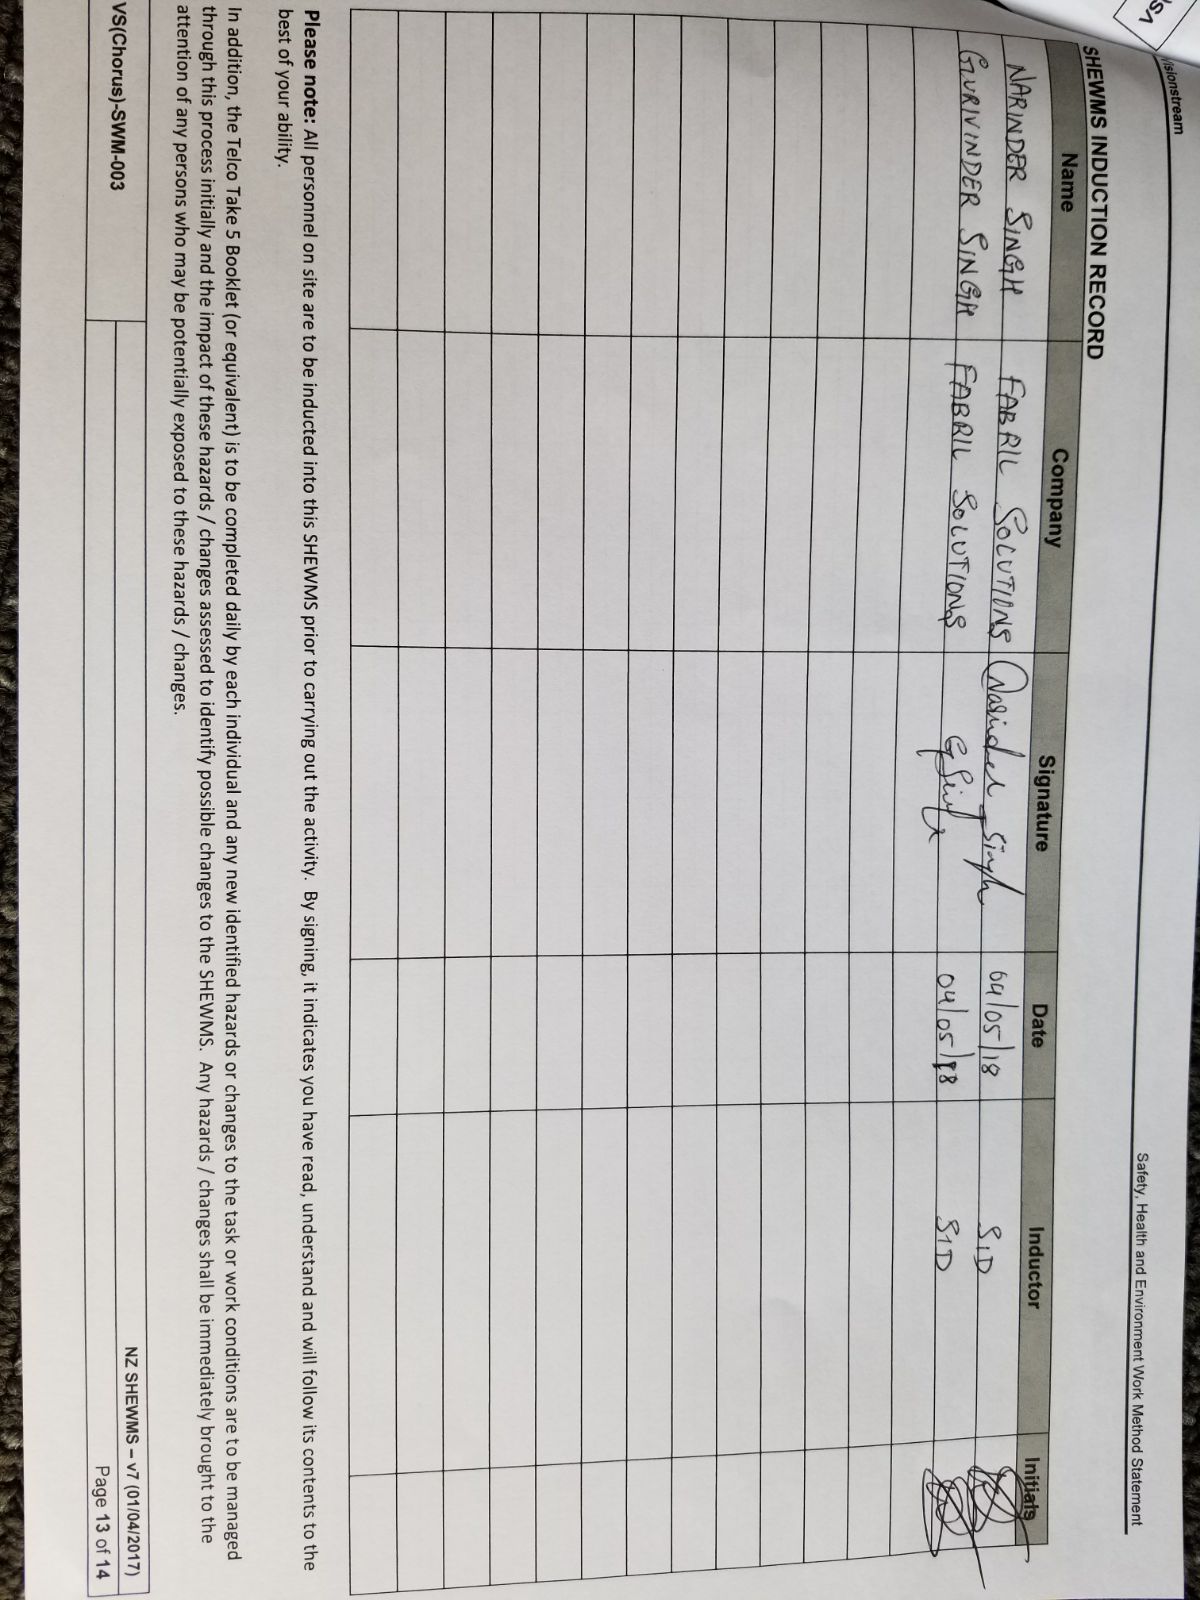 Visionstream
Safety, Health and Environment Work Method Statement
SHEWMS INDUCTION RECORD
Name Company Signature Date Inductor Initials
NARINDER SINGH FABRIL SOLUTIONS Narinder Singh 04/05/18 SID
GURIVINDER SINGH FABRIL SOLUTIONS GSingh 04/05/18 SID
Please note: All personnel on site are to be inducted into this SHEWMS prior to carrying out the activity. By signing, it indicates you have read, understand and will follow its contents to the
best of your ability.
In addition, the Telco Take 5 Booklet (or equivalent) is to be completed daily by each individual and any new identified hazards or changes to the task or work conditions are to be managed
through this process initially and the impact of these hazards / changes assessed to identify possible changes to the SHEWMS. Any hazards / changes shall be immediately brought to the
attention of any persons who may be potentially exposed to these hazards / changes.
VS(Chorus)-SWM-003
NZ SHEWMS – v7 (01/04/2017)
Page 13 of 14